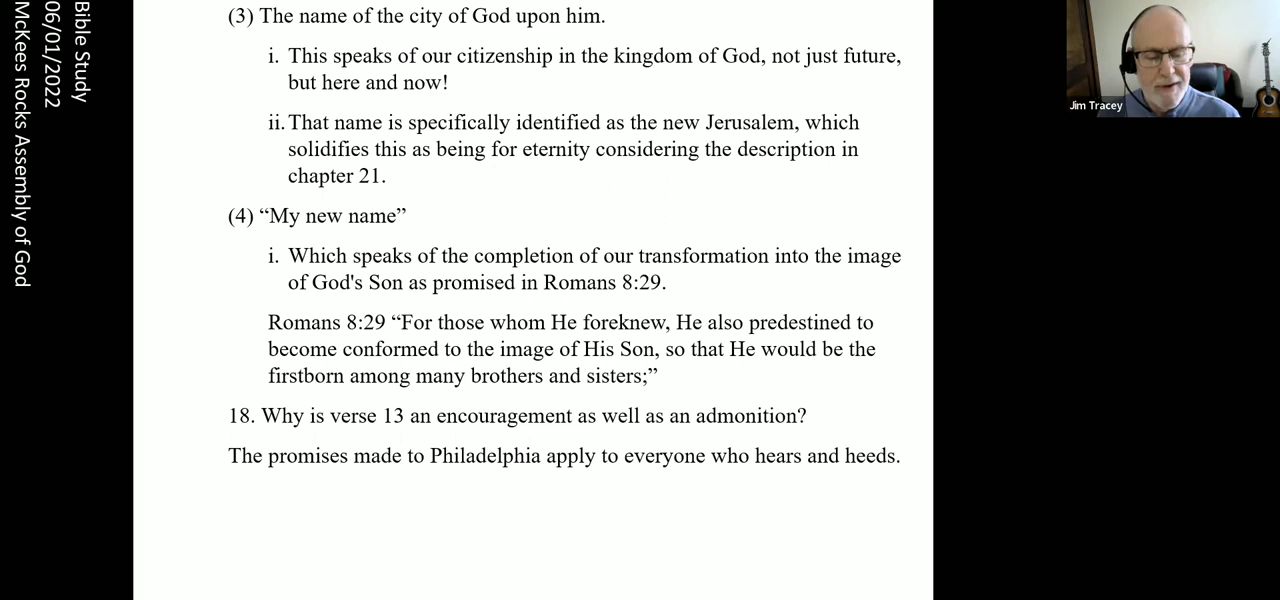 Bible Study
06/01/2022
McKees Rocks Assembly of God
(3) The name of the city of God upon him.
i. This speaks of our citizenship in the kingdom of God, not just future,
but here and now!
ii. That name is specifically identified as the new Jerusalem, which
solidifies this as being for eternity considering the description in
chapter 21.
(4) “My new name”
i. Which speaks of the completion of our transformation into the image
of God's Son as promised in Romans 8:29.
Romans 8:29 “For those whom He foreknew, He also predestined to
become conformed to the image of His Son, so that He would be the
firstborn among many brothers and sisters;”
18. Why is verse 13 an encouragement as well as an admonition?
The promises made to Philadelphia apply to everyone who hears and heeds.
Jim Tracey